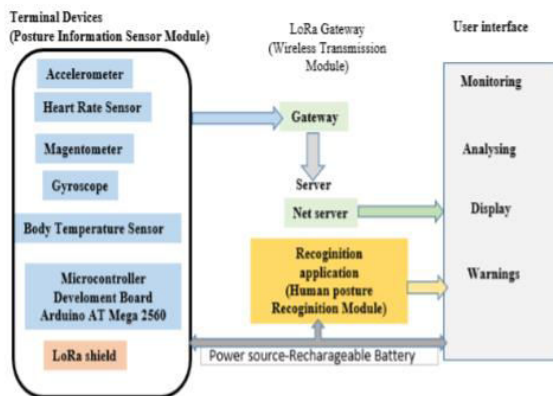 Terminal Devices
(Posture Information Sensor Module)
Accelerometer
Heart Rate Sensor
Magentometer
Gyroscope
Body Temperature Sensor
Microcontroller
Develoment Board
Arduino AT Mega 2560
LoRa shield
LoRa Gateway
(Wireless Transmission
Module)
Gateway
Server
Net server
Recoginition
application
(Human posture
Recoginition Module)
Power source-Recharageable Battery
User interface
Monitoring
Analysing
Display
Warnings